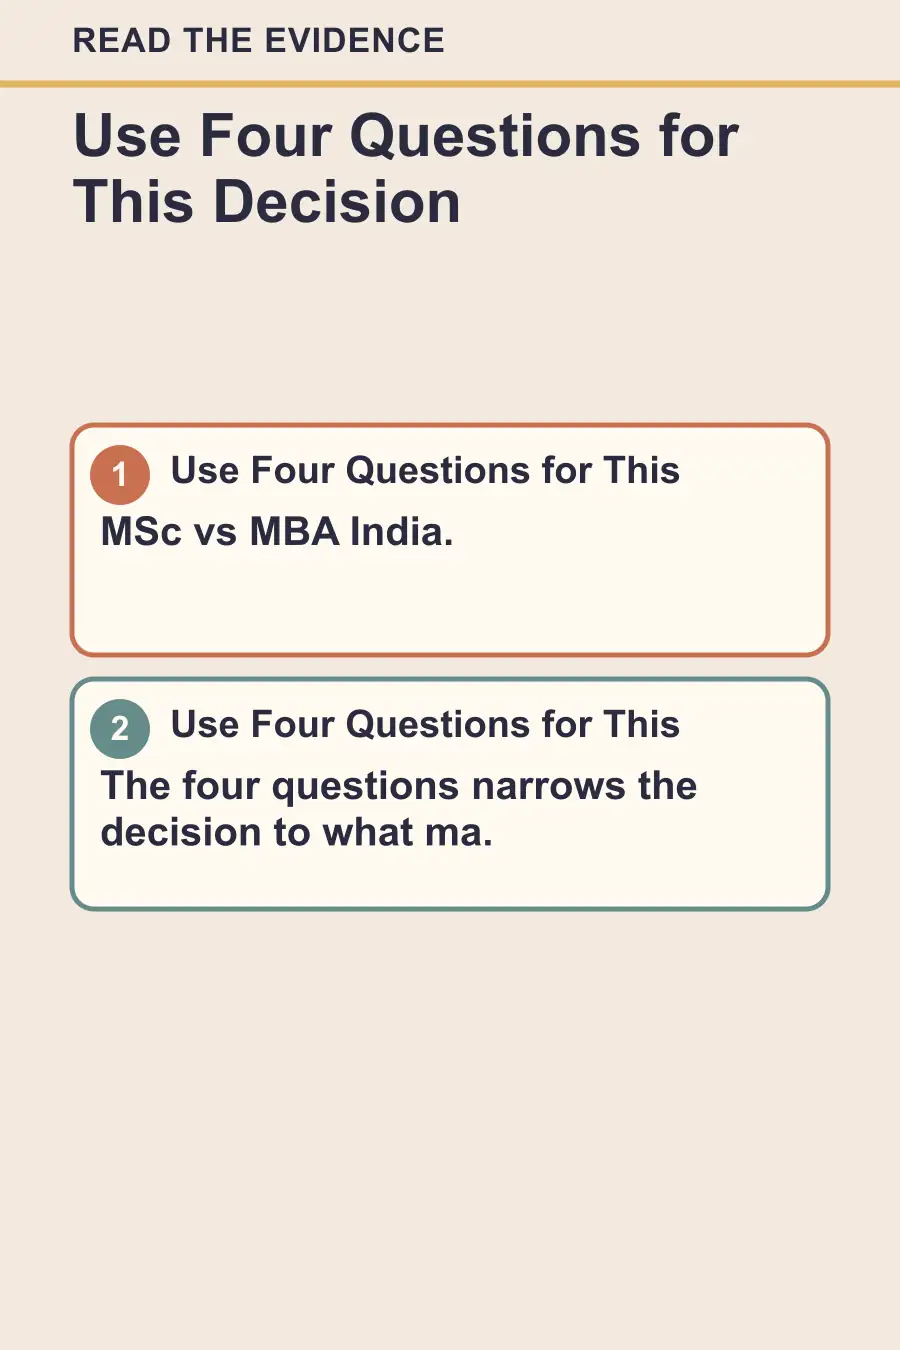 READ THE EVIDENCE
Use Four Questions for
This Decision
1 Use Four Questions for This
MSc vs MBA India.
2 Use Four Questions for This
The four questions narrows the
decision to what ma.